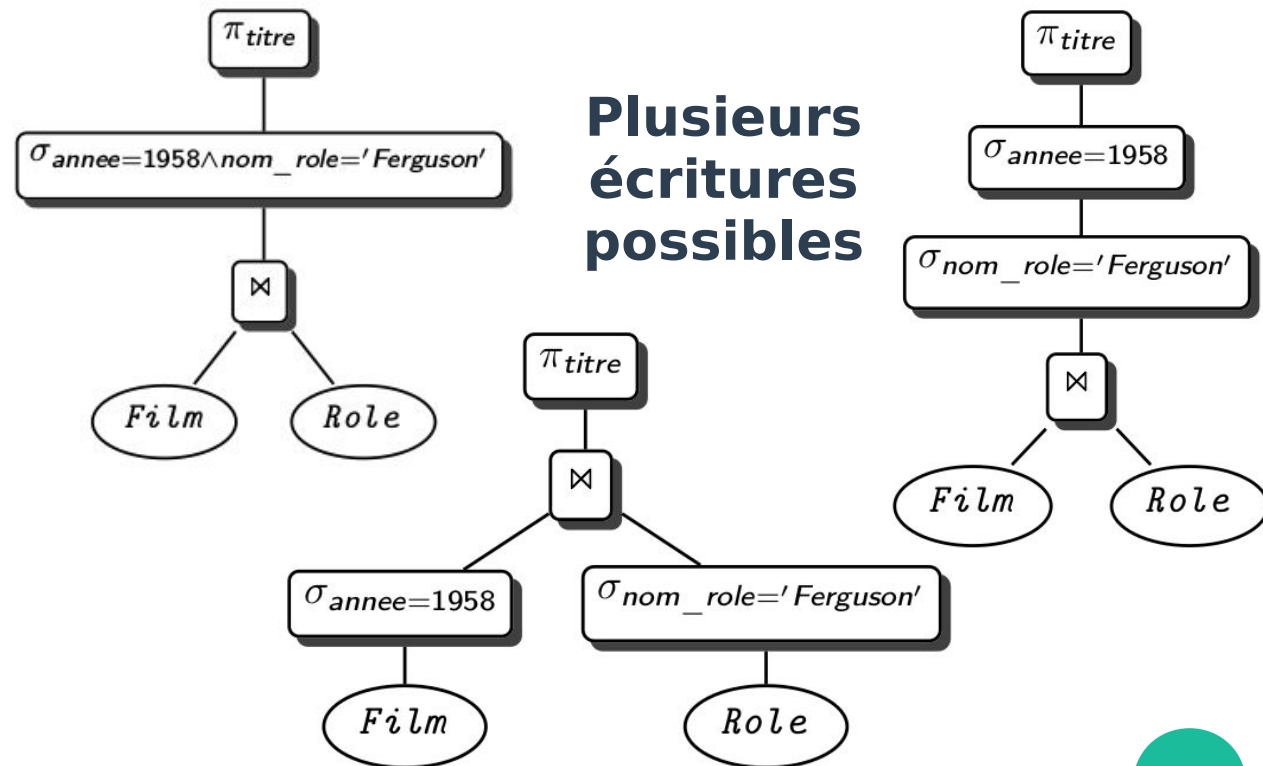 π titre
σ annee=1958∧nom_role='Ferguson'
⋈
Film Role
Plusieurs
écritures
possibles
π titre
σ annee=1958
σ nom_role='Ferguson'
⋈
Film Role
π titre
⋈
σ annee=1958 σ nom_role='Ferguson'
Film Role